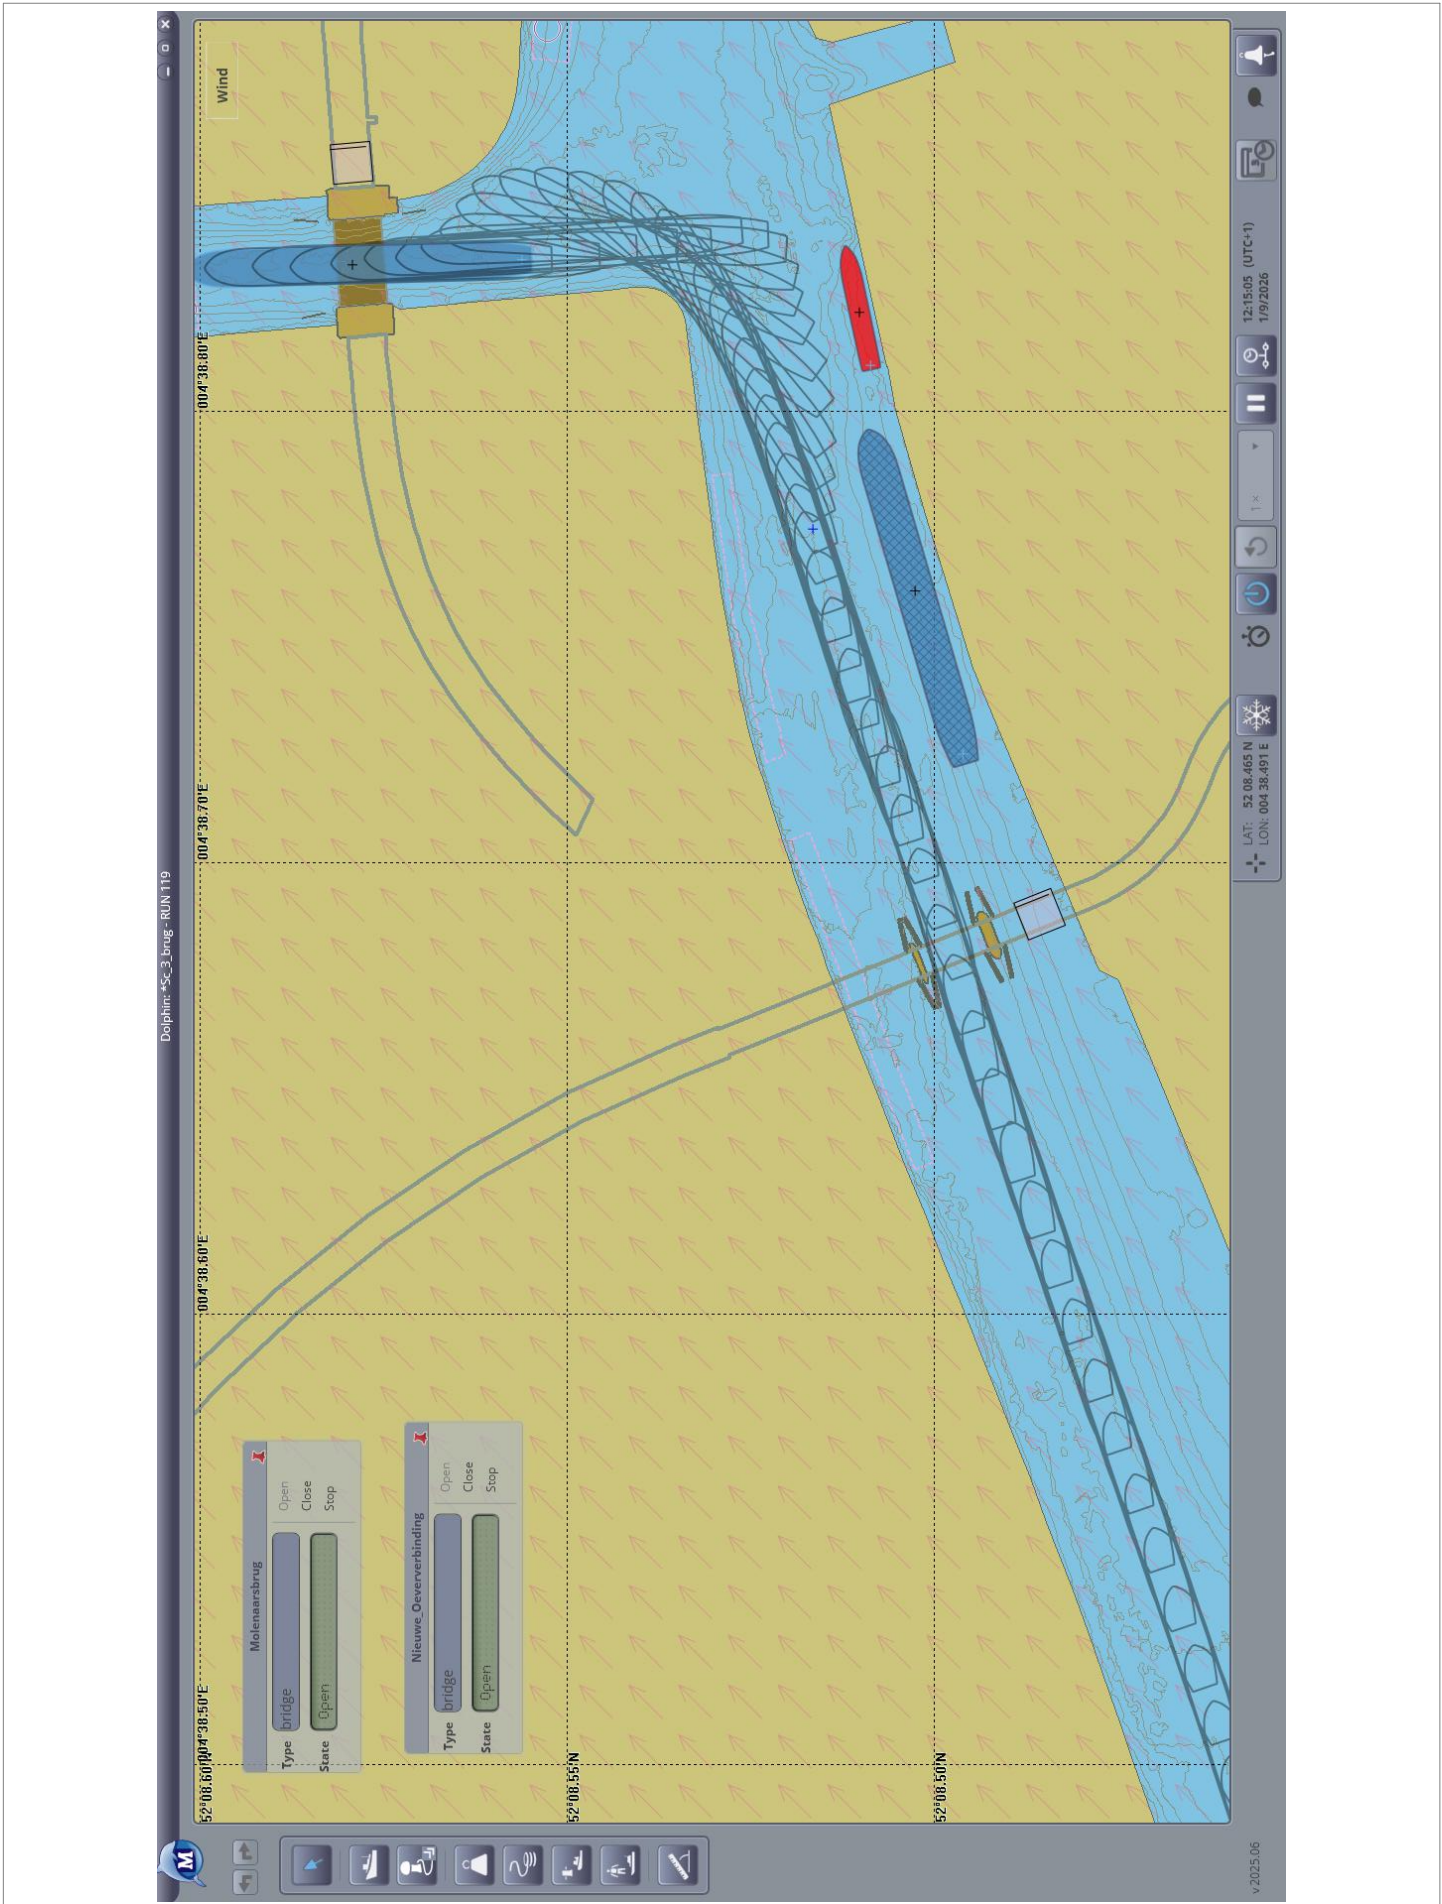 Dolphin: *Sc_3_brug - RUN 119
52°08.60'N
004°38.50'E
004°38.60'E
004°38.70'E
004°38.80'E
Wind
Molenaarsbrug
Type bridge
Open
Close
State Open
Stop
Nieuwe_Oeververbinding
Type bridge
Open
Close
State Open
Stop
52°08.55'N
52°08.50'N
v 2025.06
LAT: 52 08.465 N
LON: 004 38.491 E
1×
12:15:05 (UTC+1)
1/9/2026
M